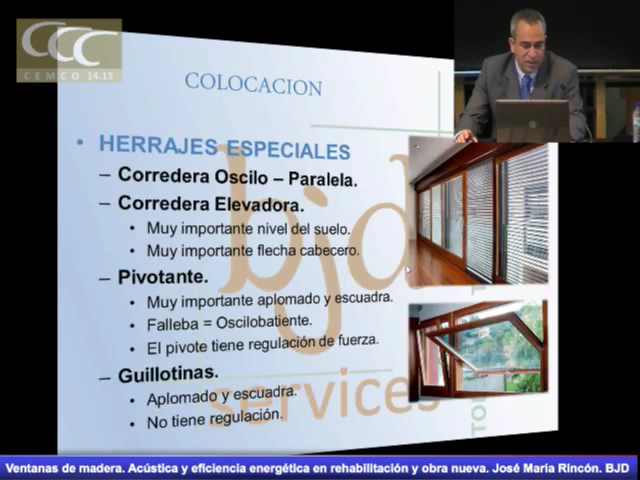 CCC
CEMCO 14.15
COLOCACION
• HERRAJES ESPECIALES
– Corredera Oscilo – Paralela.
– Corredera Elevadora.
• Muy importante nivel del suelo.
• Muy importante flecha cabecero.
– Pivotante.
• Muy importante aplomado y escuadra.
• Falleba = Oscilobatiente.
• El pivote tiene regulación de fuerza.
– Guillotinas.
• Aplomado y escuadra.
• No tiene regulación.
bjd
services
Ventanas de madera. Acústica y eficiencia energética en rehabilitación y obra nueva. José María Rincón. BJD